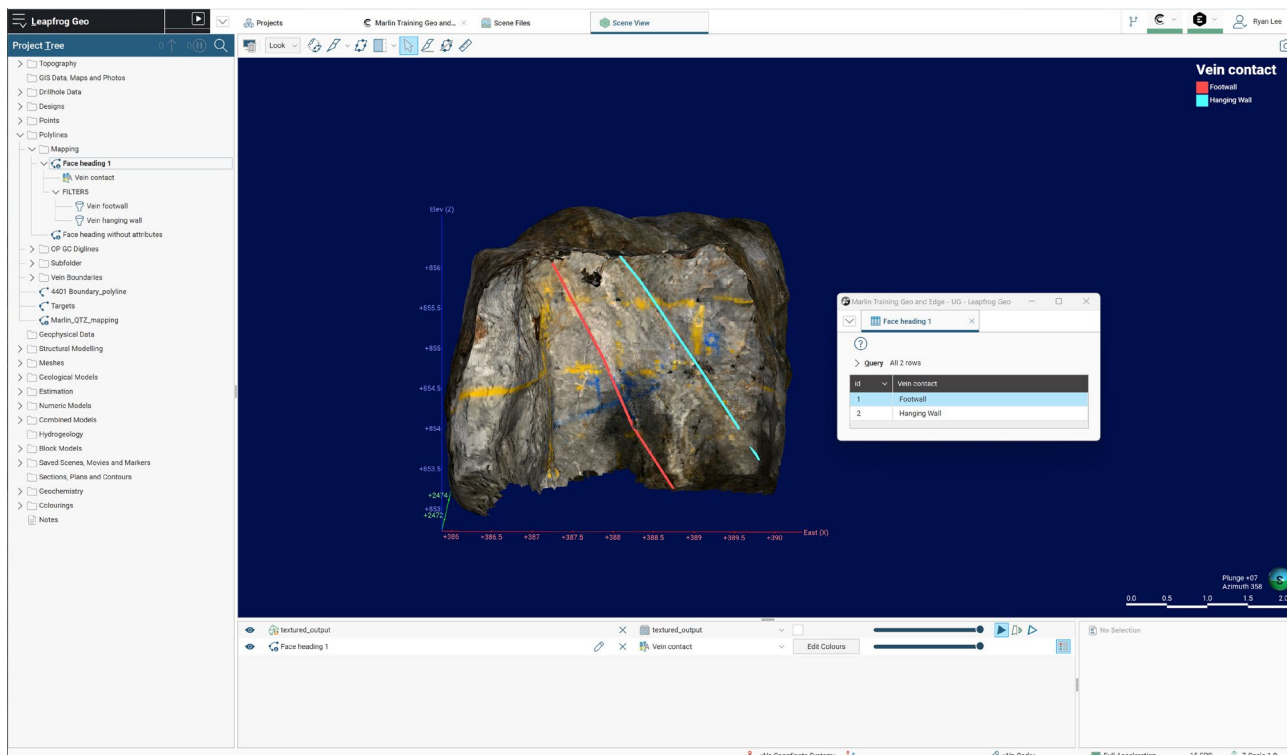 Leapfrog Geo
Projects
Marlin Training Geo and...
Scene Files
Scene View
Ryan Lee
Project Tree
0
0
Look
Topography
GIS Data, Maps and Photos
Drillhole Data
Designs
Points
Polylines
Mapping
Face heading 1
Vein contact
FILTERS
Vein footwall
Vein hanging wall
Face heading without attributes
OP GC Diglines
Subfolder
Vein Boundaries
4401 Boundary_polyline
Targets
Marlin_QTZ_mapping
Geophysical Data
Structural Modelling
Meshes
Geological Models
Estimation
Numeric Models
Combined Models
Hydrogeology
Block Models
Saved Scenes, Movies and Markers
Sections, Plans and Contours
Geochemistry
Colourings
Notes
Vein contact
Footwall
Hanging Wall
Elev (Z)
+856
+855.5
+855
+854.5
+854
+853.5
+2474
+853
+2472
+386 +386.5 +387 +387.5 +388 +388.5 +389 +389.5 +390
East (X)
Marlin Training Geo and Edge - UG - Leapfrog Geo
Face heading 1
Query All 2 rows
id Vein contact
1 Footwall
2 Hanging Wall
Plunge +07
Azimuth 358
S
0.0 0.5 1.0 1.5 2.0
textured_output textured_output
Face heading 1 Vein contact Edit Colours
No Selection